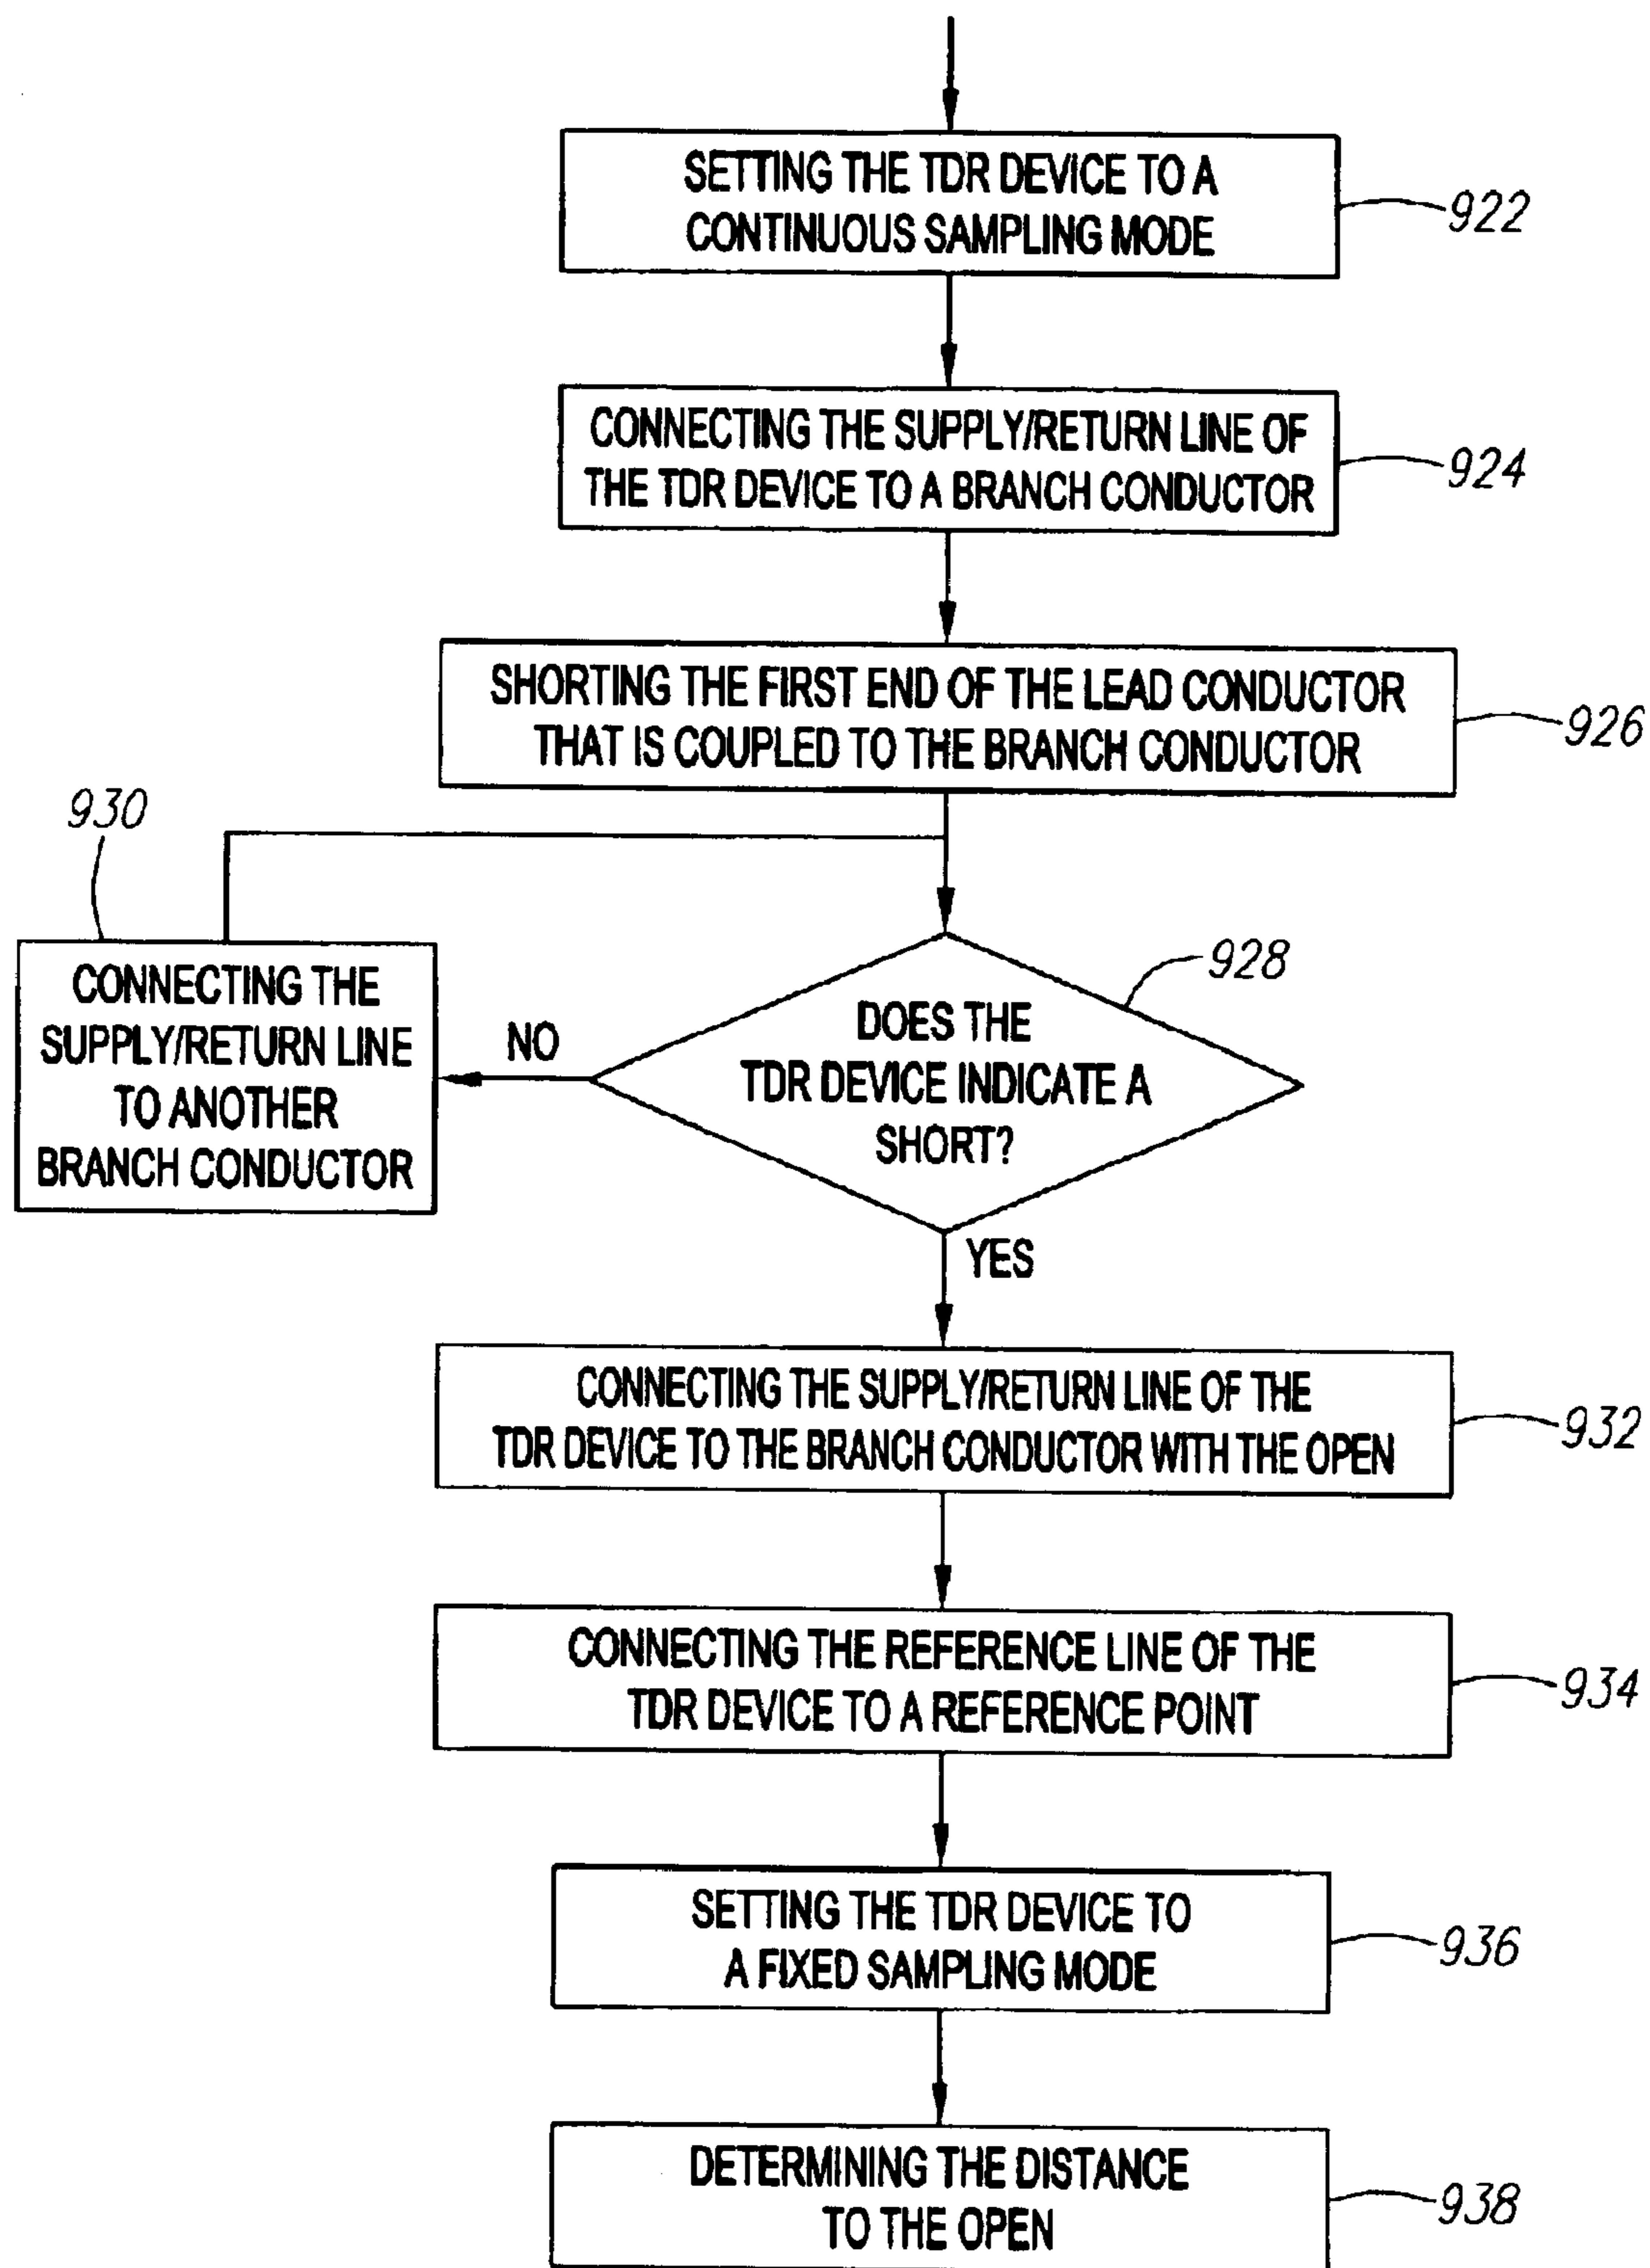 SETTING THE TDR DEVICE TO A
CONTINUOUS SAMPLING MODE
922
CONNECTING THE SUPPLY/RETURN LINE OF
THE TDR DEVICE TO A BRANCH CONDUCTOR
924
SHORTING THE FIRST END OF THE LEAD CONDUCTOR
THAT IS COUPLED TO THE BRANCH CONDUCTOR
926
930
CONNECTING THE
SUPPLY/RETURN LINE
TO ANOTHER
BRANCH CONDUCTOR
NO
928
DOES THE
TDR DEVICE INDICATE A
SHORT?
YES
CONNECTING THE SUPPLY/RETURN LINE OF THE
TDR DEVICE TO THE BRANCH CONDUCTOR WITH THE OPEN
932
CONNECTING THE REFERENCE LINE OF THE
TDR DEVICE TO A REFERENCE POINT
934
SETTING THE TDR DEVICE TO
A FIXED SAMPLING MODE
936
DETERMINING THE DISTANCE
TO THE OPEN
938